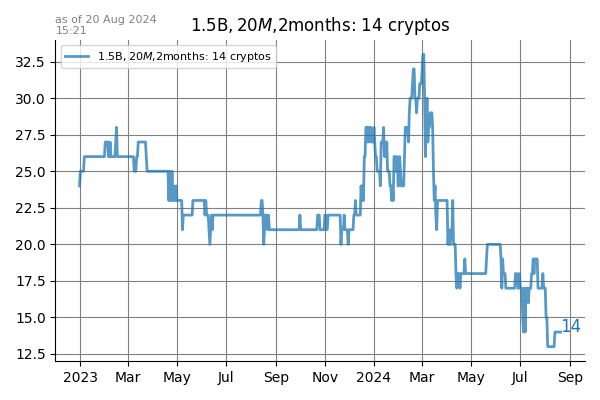 as of 20 Aug 2024
15:21
1.5B, 20M,2months: 14 cryptos
1.5B, 20M,2months: 14 cryptos
32.5
30.0
27.5
25.0
22.5
20.0
17.5
15.0
12.5
14
2023 Mar May Jul Sep Nov 2024 Mar May Jul Sep